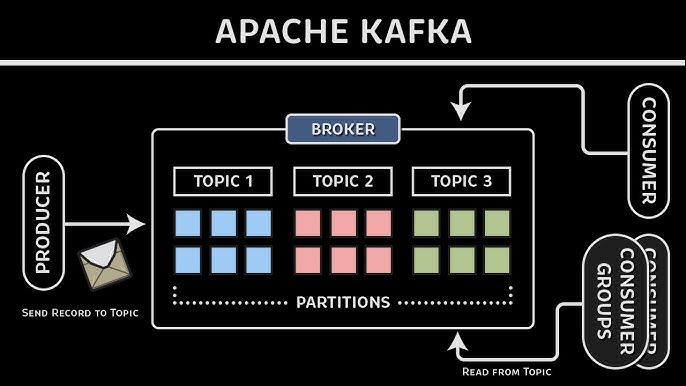 APACHE KAFKA
BROKER
TOPIC 1
TOPIC 2
TOPIC 3
PARTITIONS
PRODUCER
Send Record to Topic
CONSUMER
CONSUMER
GROUPS
CONSUMER
Read from Topic